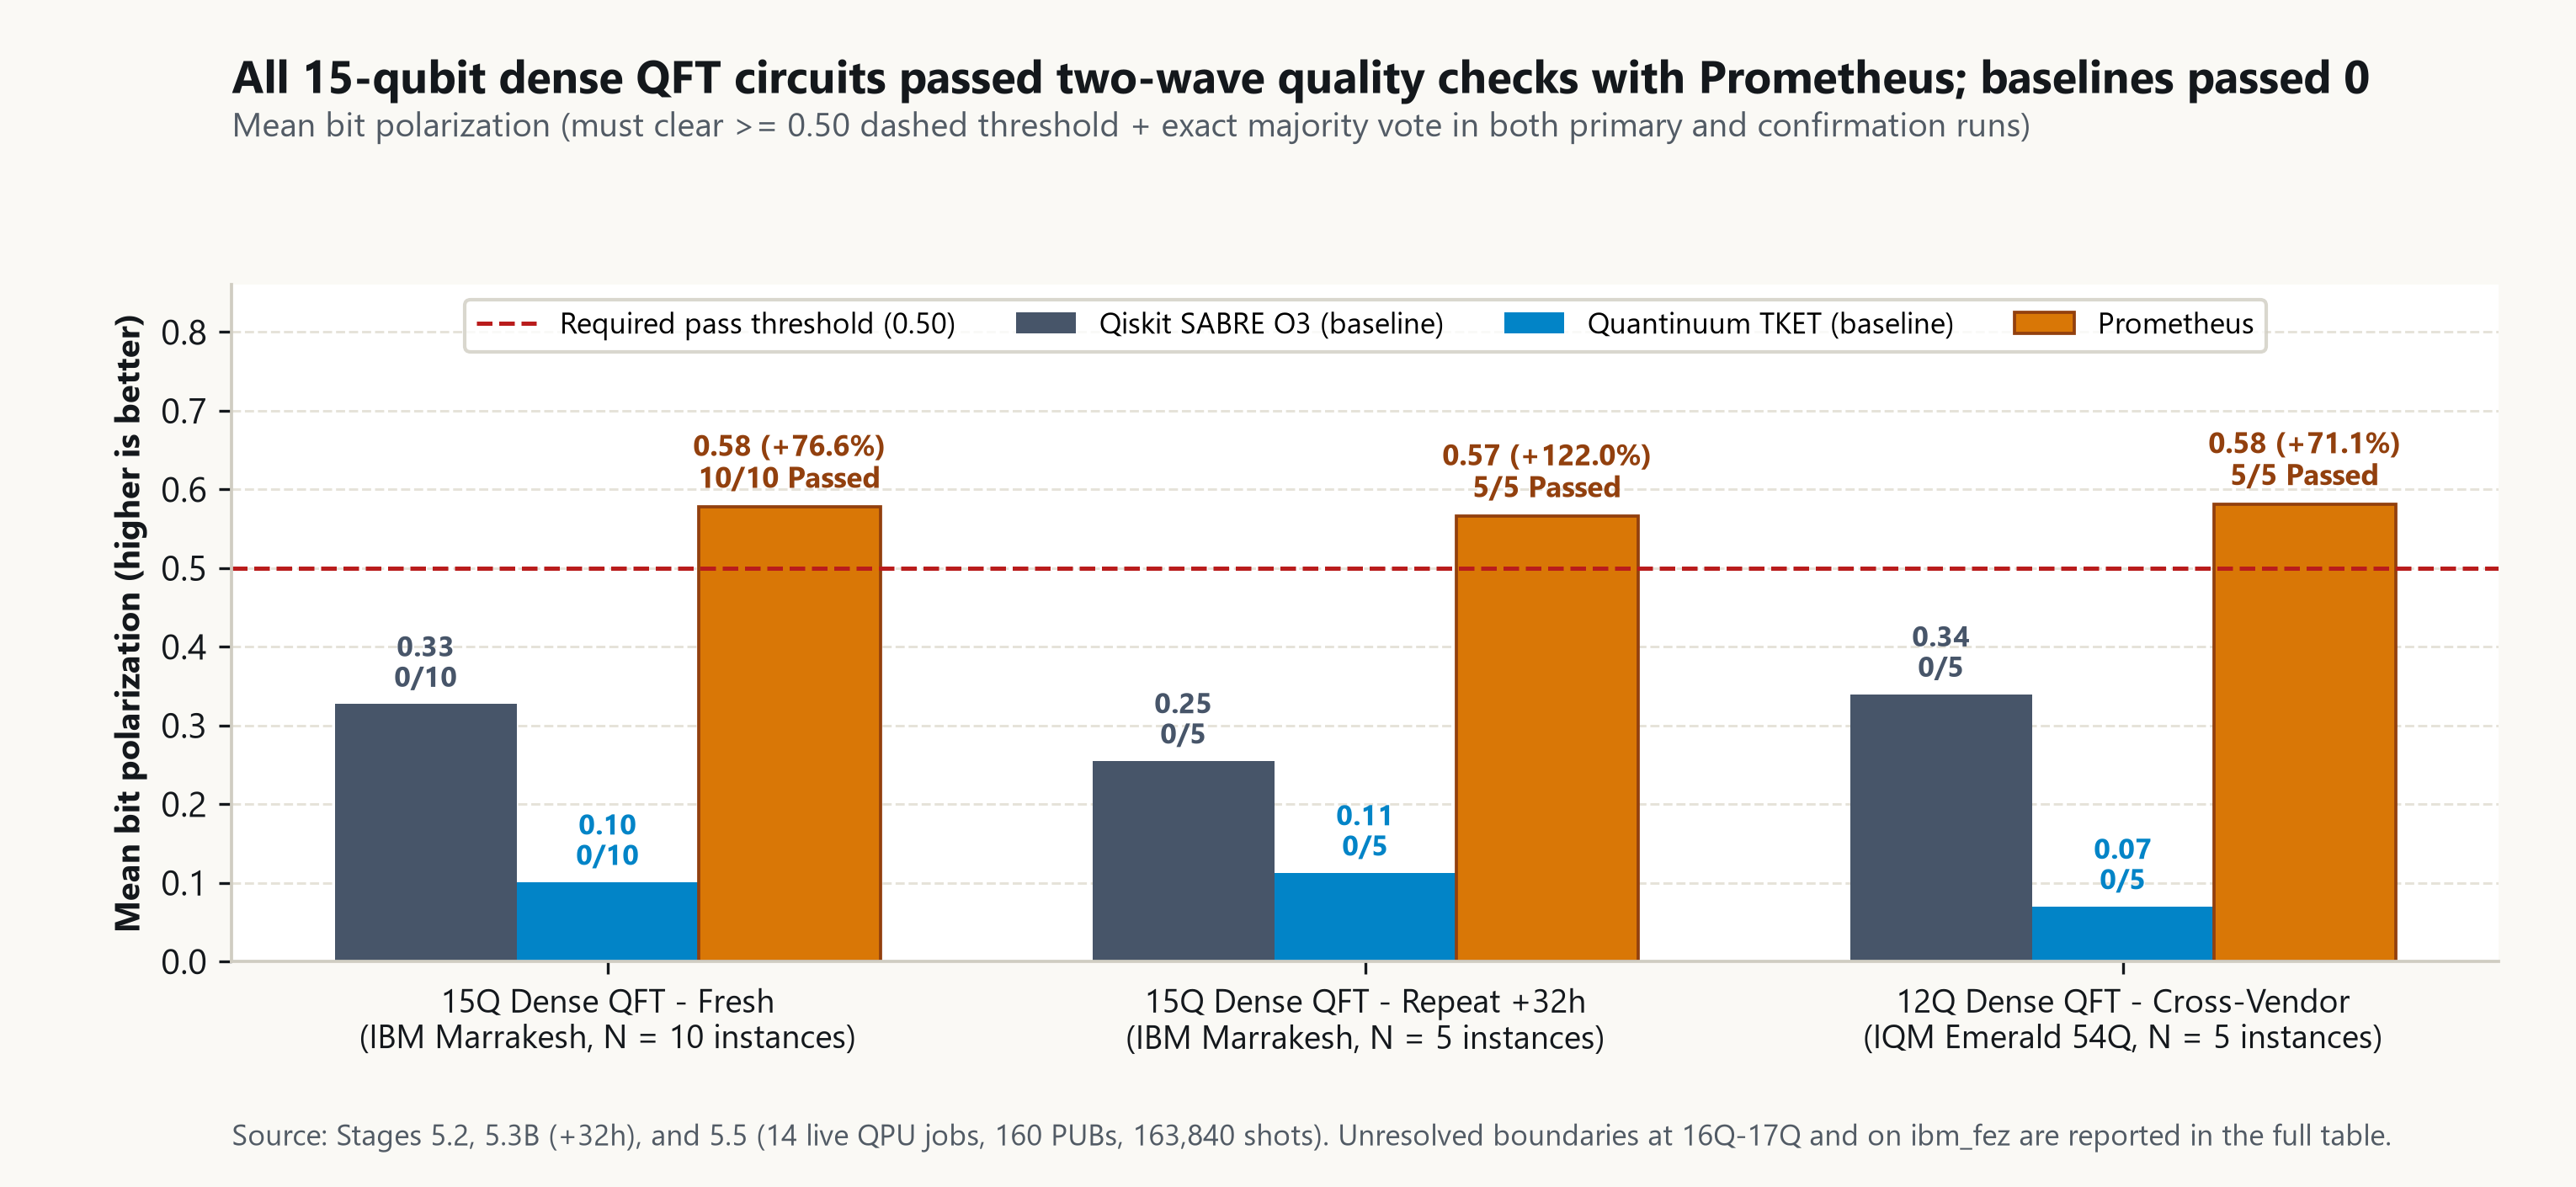 All 15-qubit dense QFT circuits passed two-wave quality checks with Prometheus; baselines passed 0
Mean bit polarization (must clear >= 0.50 dashed threshold + exact majority vote in both primary and confirmation runs)
Required pass threshold (0.50)
Qiskit SABRE O3 (baseline)
Quantinuum TKET (baseline)
Prometheus
Mean bit polarization (higher is better)
0.8
0.7
0.6
0.5
0.4
0.3
0.2
0.1
0.0
0.33
0/10
0.10
0/10
0.58 (+76.6%)
10/10 Passed
0.25
0/5
0.11
0/5
0.57 (+122.0%)
5/5 Passed
0.34
0/5
0.07
0/5
0.58 (+71.1%)
5/5 Passed
15Q Dense QFT - Fresh
(IBM Marrakesh, N = 10 instances)
15Q Dense QFT - Repeat +32h
(IBM Marrakesh, N = 5 instances)
12Q Dense QFT - Cross-Vendor
(IQM Emerald 54Q, N = 5 instances)
Source: Stages 5.2, 5.3B (+32h), and 5.5 (14 live QPU jobs, 160 PUBs, 163,840 shots). Unresolved boundaries at 16Q-17Q and on ibm_fez are reported in the full table.